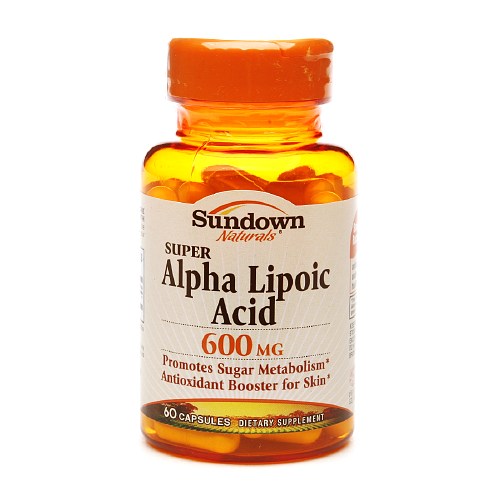 Sundown
Naturals®
SUPER
Alpha Lipoic
Acid
600 MG
Promotes Sugar Metabolism*
Antioxidant Booster for Skin*
60 CAPSULES DIETARY SUPPLEMENT